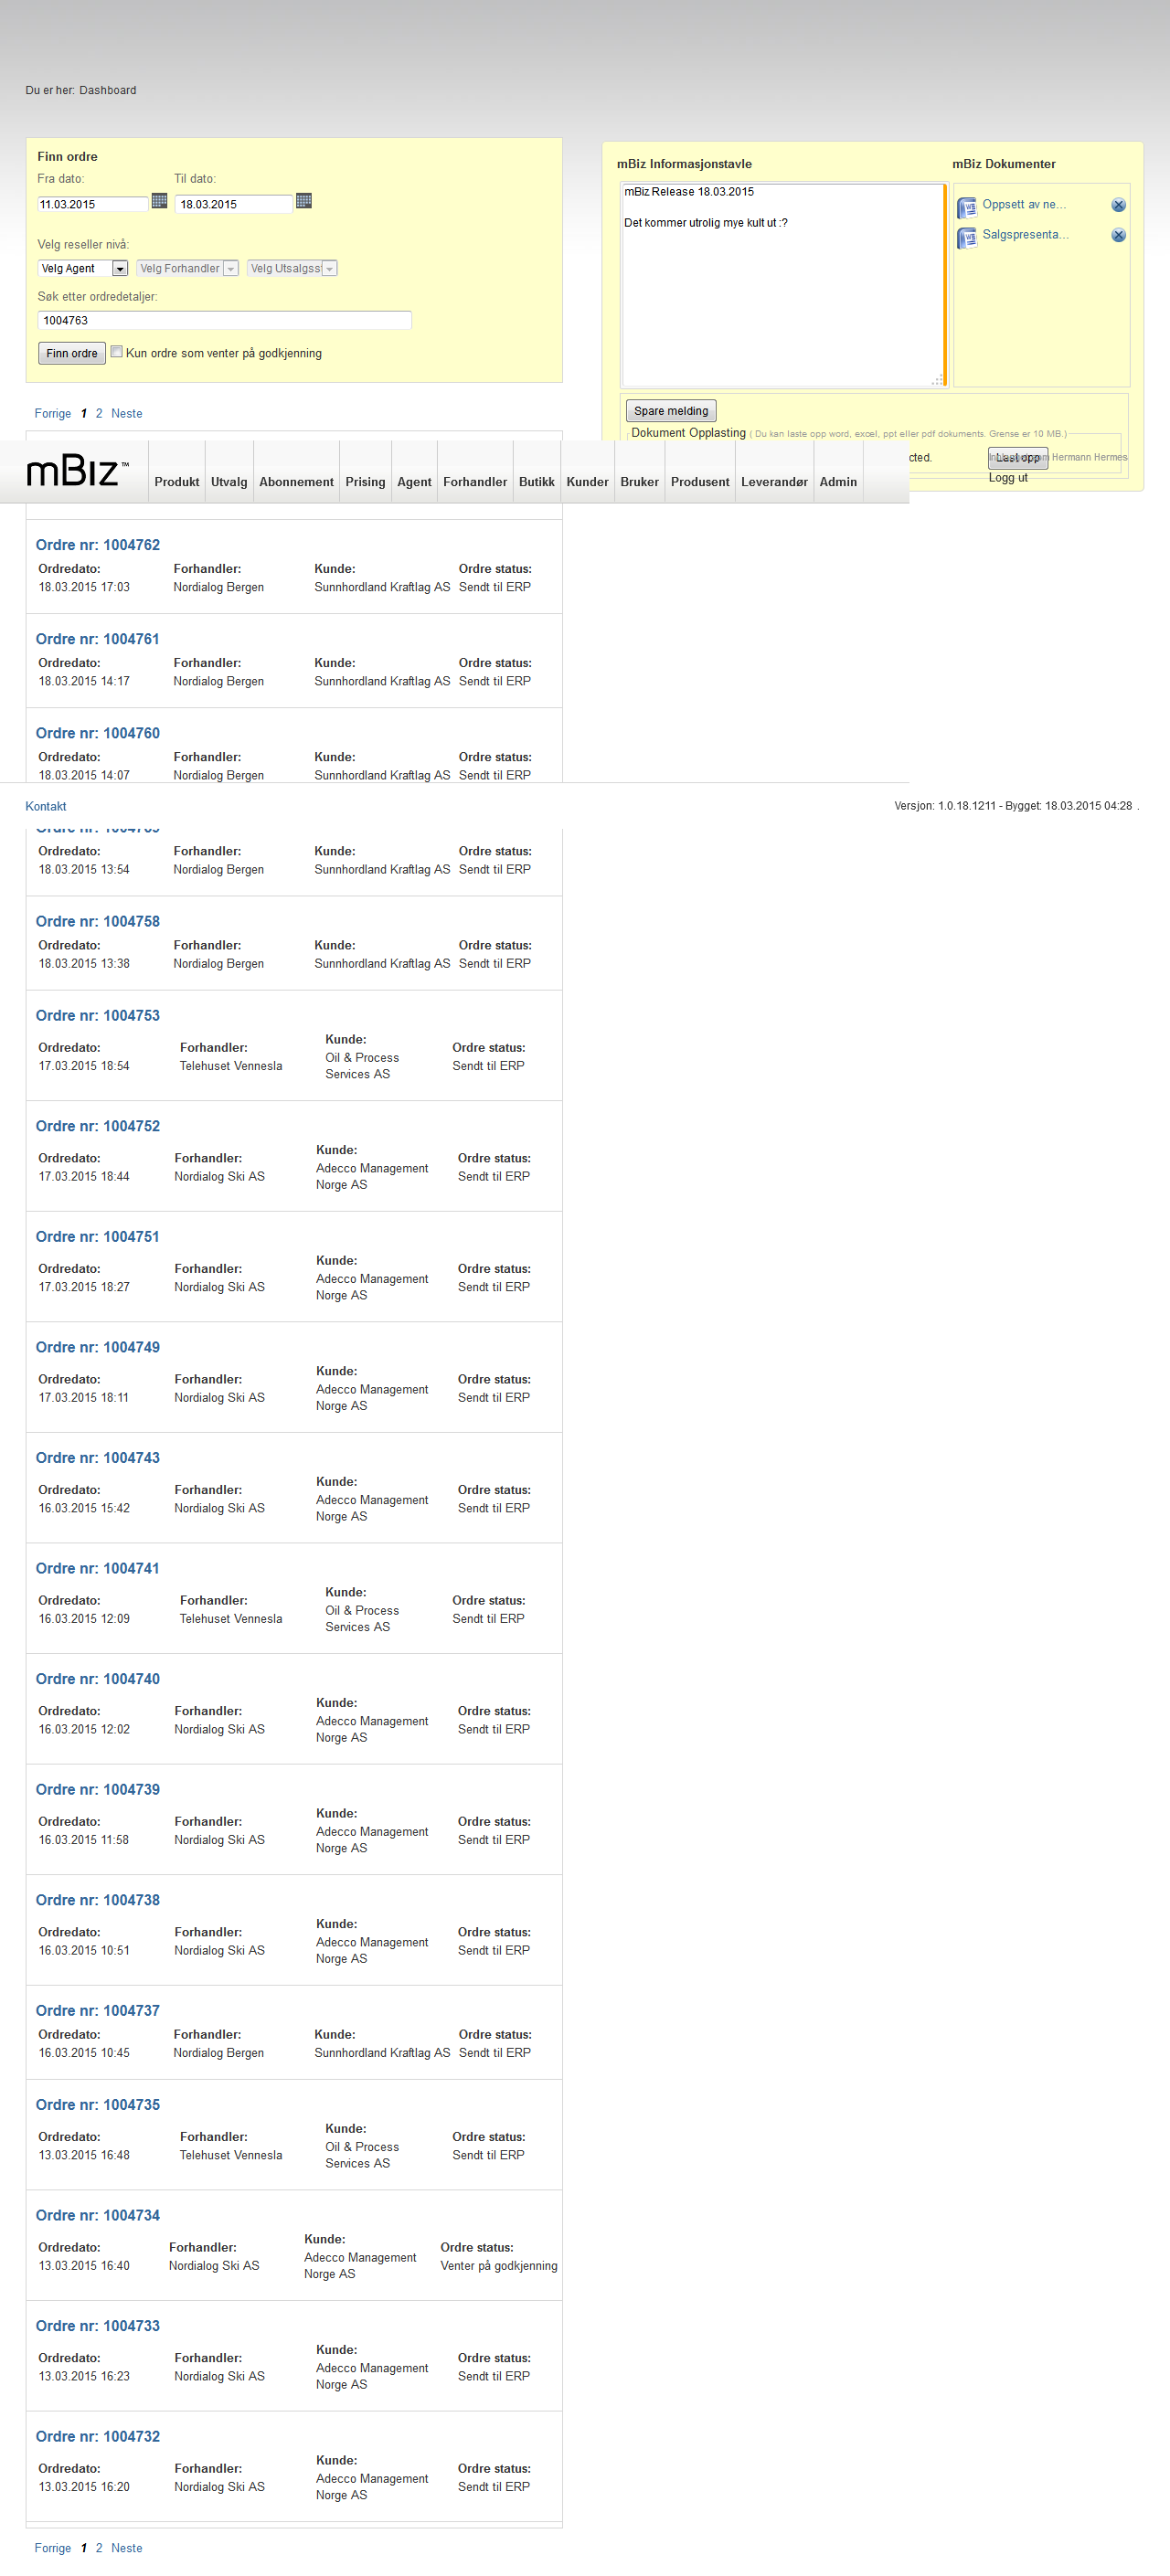 Du er her: Dashboard
Finn ordre
Fra dato: Til dato:
11.03.2015 18.03.2015
Velg reseller nivå:
Velg Agent Velg Forhandler Velg Utsalgss
Søk etter ordredetaljer:
1004763
Finn ordre Kun ordre som venter på godkjenning
mBiz Informasjonstavle
mBiz Dokumenter
mBiz Release 18.03.2015
Det kommer utrolig mye kult ut :?
Oppsett av ne...
Salgspresenta...
Spare melding
Dokument Opplasting ( Du kan laste opp word, excel, ppt eller pdf dokuments. Grense er 10 MB.)
cted. Last opp Hermann Hermes
Logg ut
Forrige 1 2 Neste
mBiz™ Produkt Utvalg Abonnement Prising Agent Forhandler Butikk Kunder Bruker Produsent Leverandør Admin
Ordre nr: 1004762
Ordredato: Forhandler: Kunde: Ordre status:
18.03.2015 17:03 Nordialog Bergen Sunnhordland Kraftlag AS Sendt til ERP
Ordre nr: 1004761
Ordredato: Forhandler: Kunde: Ordre status:
18.03.2015 14:17 Nordialog Bergen Sunnhordland Kraftlag AS Sendt til ERP
Ordre nr: 1004760
Ordredato: Forhandler: Kunde: Ordre status:
18.03.2015 14:07 Nordialog Bergen Sunnhordland Kraftlag AS Sendt til ERP
Kontakt Versjon: 1.0.18.1211 - Bygget: 18.03.2015 04:28 .
Ordredato: Forhandler: Kunde: Ordre status:
18.03.2015 13:54 Nordialog Bergen Sunnhordland Kraftlag AS Sendt til ERP
Ordre nr: 1004758
Ordredato: Forhandler: Kunde: Ordre status:
18.03.2015 13:38 Nordialog Bergen Sunnhordland Kraftlag AS Sendt til ERP
Ordre nr: 1004753
Ordredato: Forhandler: Kunde: Ordre status:
17.03.2015 18:54 Telehuset Vennesla Oil & Process Sendt til ERP
Services AS
Ordre nr: 1004752
Ordredato: Forhandler: Kunde: Ordre status:
17.03.2015 18:44 Nordialog Ski AS Adecco Management Sendt til ERP
Norge AS
Ordre nr: 1004751
Ordredato: Forhandler: Kunde: Ordre status:
17.03.2015 18:27 Nordialog Ski AS Adecco Management Sendt til ERP
Norge AS
Ordre nr: 1004749
Ordredato: Forhandler: Kunde: Ordre status:
17.03.2015 18:11 Nordialog Ski AS Adecco Management Sendt til ERP
Norge AS
Ordre nr: 1004743
Ordredato: Forhandler: Kunde: Ordre status:
16.03.2015 15:42 Nordialog Ski AS Adecco Management Sendt til ERP
Norge AS
Ordre nr: 1004741
Ordredato: Forhandler: Kunde: Ordre status:
16.03.2015 12:09 Telehuset Vennesla Oil & Process Sendt til ERP
Services AS
Ordre nr: 1004740
Ordredato: Forhandler: Kunde: Ordre status:
16.03.2015 12:02 Nordialog Ski AS Adecco Management Sendt til ERP
Norge AS
Ordre nr: 1004739
Ordredato: Forhandler: Kunde: Ordre status:
16.03.2015 11:58 Nordialog Ski AS Adecco Management Sendt til ERP
Norge AS
Ordre nr: 1004738
Ordredato: Forhandler: Kunde: Ordre status:
16.03.2015 10:51 Nordialog Ski AS Adecco Management Sendt til ERP
Norge AS
Ordre nr: 1004737
Ordredato: Forhandler: Kunde: Ordre status:
16.03.2015 10:45 Nordialog Bergen Sunnhordland Kraftlag AS Sendt til ERP
Ordre nr: 1004735
Ordredato: Forhandler: Kunde: Ordre status:
13.03.2015 16:48 Telehuset Vennesla Oil & Process Sendt til ERP
Services AS
Ordre nr: 1004734
Ordredato: Forhandler: Kunde: Ordre status:
13.03.2015 16:40 Nordialog Ski AS Adecco Management Venter på godkjenning
Norge AS
Ordre nr: 1004733
Ordredato: Forhandler: Kunde: Ordre status:
13.03.2015 16:23 Nordialog Ski AS Adecco Management Sendt til ERP
Norge AS
Ordre nr: 1004732
Ordredato: Forhandler: Kunde: Ordre status:
13.03.2015 16:20 Nordialog Ski AS Adecco Management Sendt til ERP
Norge AS
Forrige 1 2 Neste